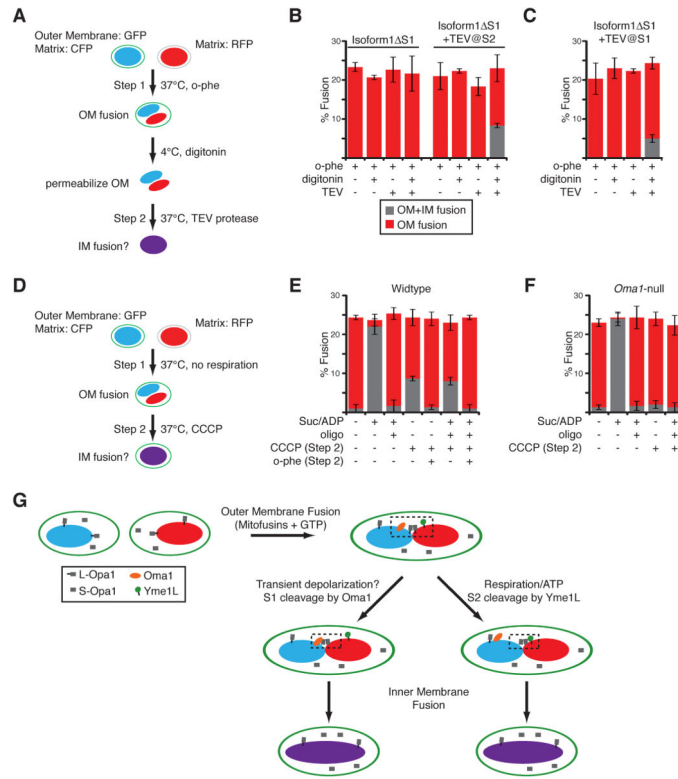 A
Outer Membrane: GFP
Matrix: CFP
Matrix: RFP
Step 1
37°C, o-phe
OM fusion
4°C, digitonin
permeabilize OM
Step 2
37°C, TEV protease
IM fusion?
B
Isoform1ΔS1
Isoform1ΔS1
+TEV@S2
% Fusion
30
20
10
o-phe + + + + + + + +
digitonin - + - + - + - +
TEV - - + + - - + +
OM+IM fusion
OM fusion
C
Isoform1ΔS1
+TEV@S1
% Fusion
30
20
10
o-phe + + + +
digitonin - + - +
TEV - - + +
D
Outer Membrane: GFP
Matrix: CFP
Matrix: RFP
Step 1
37°C, no respiration
OM fusion
Step 2
37°C, CCCP
IM fusion?
E
Widtype
% Fusion
30
20
10
0
Suc/ADP - + + - - + +
oligo - - + - - + +
CCCP (Step 2) - - - + + + +
o-phe (Step 2) - - - - + - +
F
Oma1-null
% Fusion
30
20
10
0
Suc/ADP - + + - +
oligo - - + - +
CCCP (Step 2) - - - + +
G
Outer Membrane Fusion
(Mitofusins + GTP)
L-Opa1
Oma1
S-Opa1
Yme1L
Transient depolarization?
S1 cleavage by Oma1
Respiration/ATP
S2 cleavage by Yme1L
Inner Membrane
Fusion